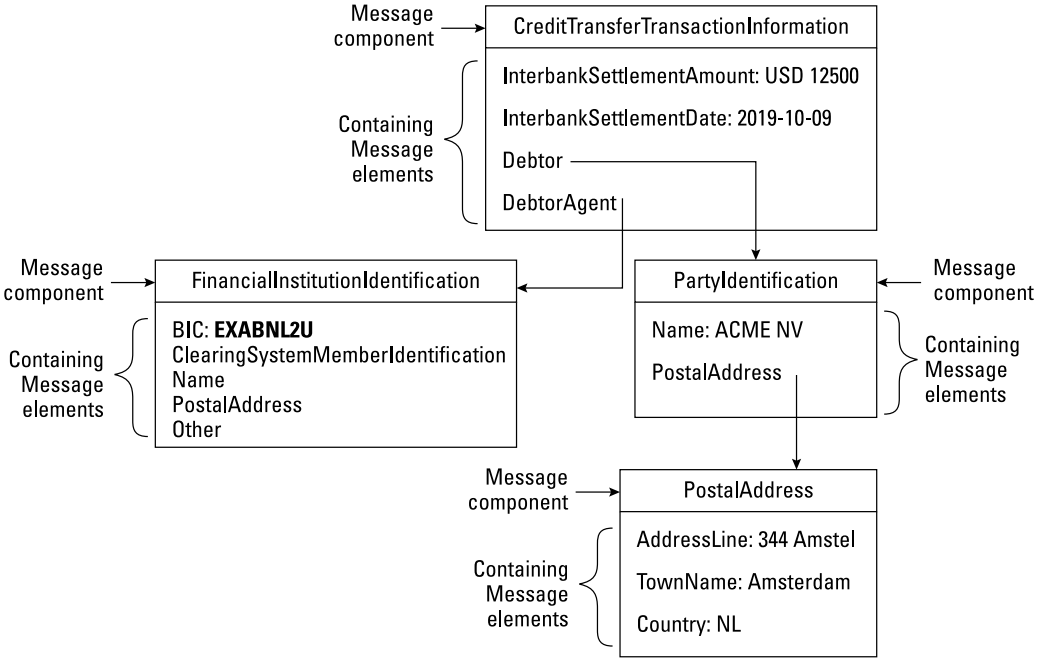 Message
component
CreditTransferTransactionInformation
Containing
Message
elements
InterbankSettlementAmount: USD 12500
InterbankSettlementDate: 2019-10-09
Debtor
DebtorAgent
Message
component
FinancialInstitutionIdentification
Containing
Message
elements
BIC: EXABNL2U
ClearingSystemMemberIdentification
Name
PostalAddress
Other
PartyIdentification
Message
component
Name: ACME NV
PostalAddress
Containing
Message
elements
Message
component
PostalAddress
Containing
Message
elements
AddressLine: 344 Amstel
TownName: Amsterdam
Country: NL